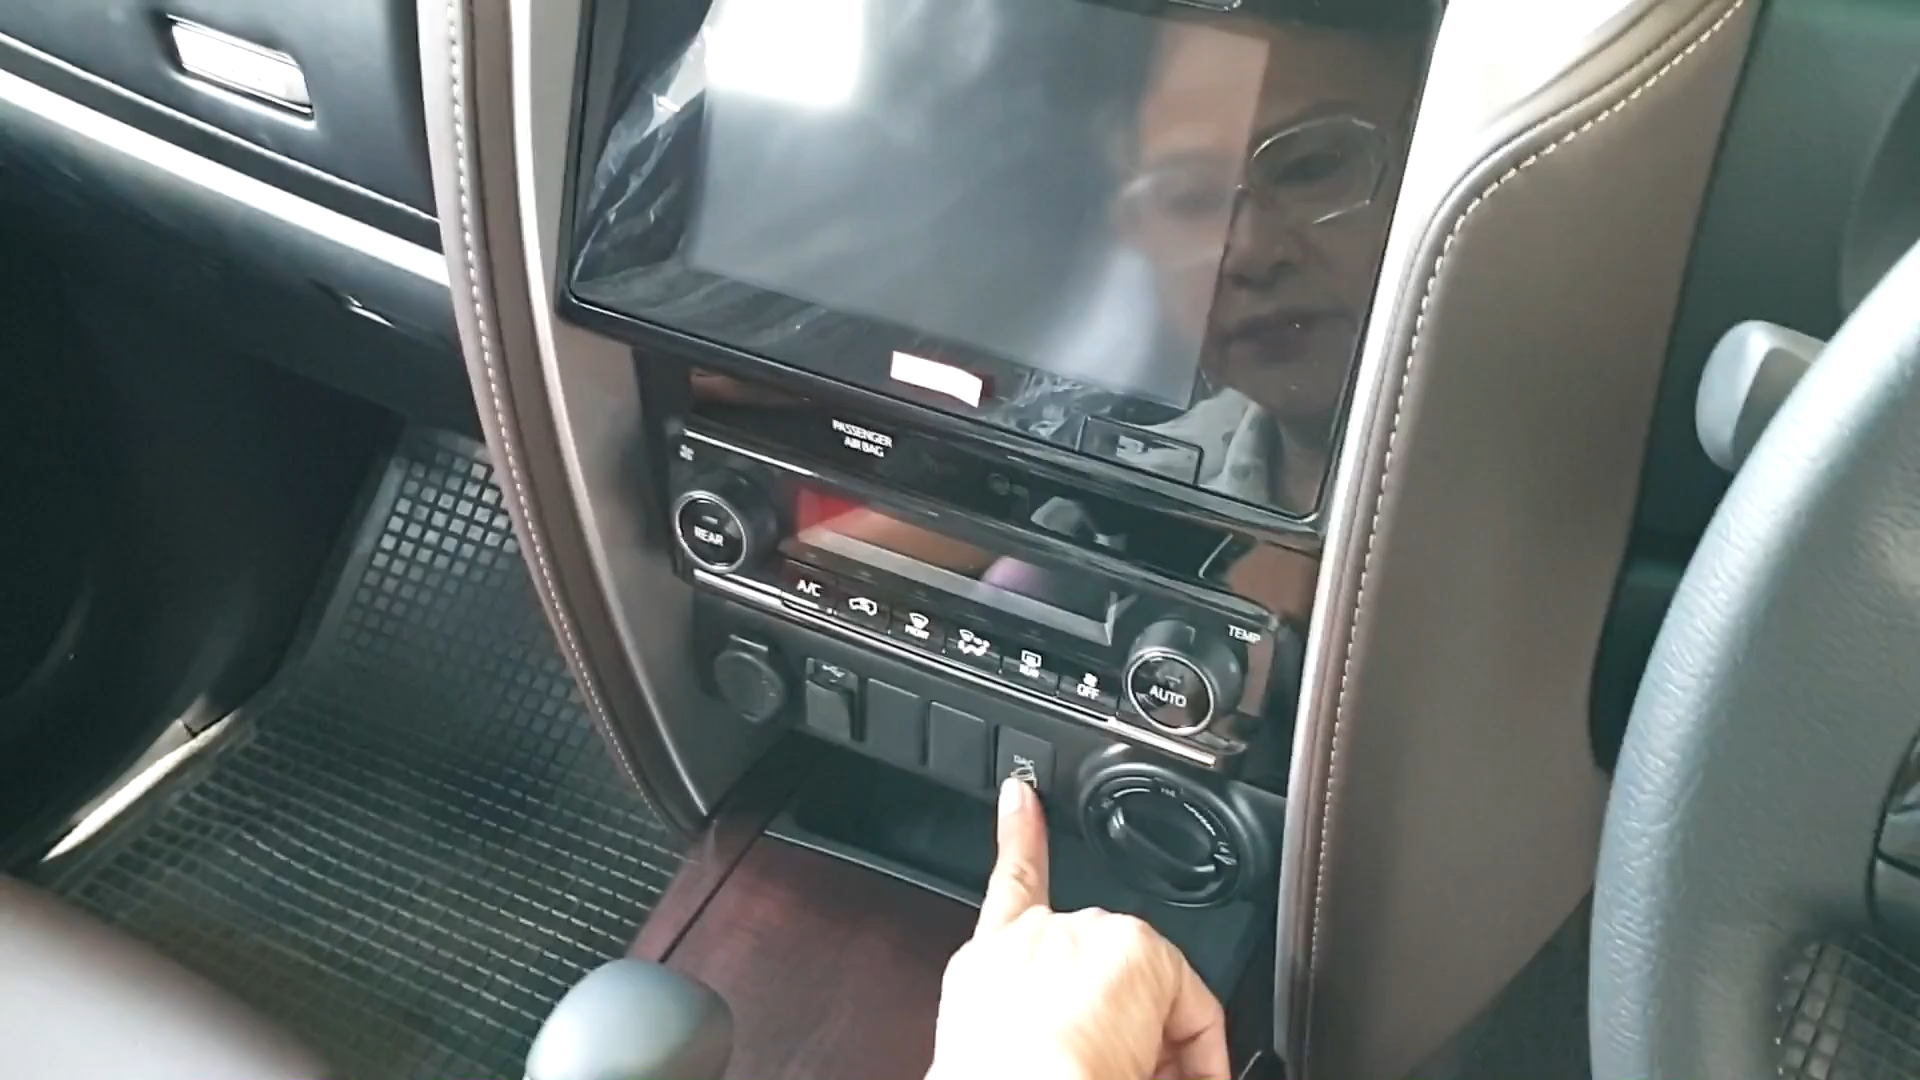 PASSENGER
AIR BAG
REAR
A/C
FRONT
TEMP
OFF
AUTO
DAC